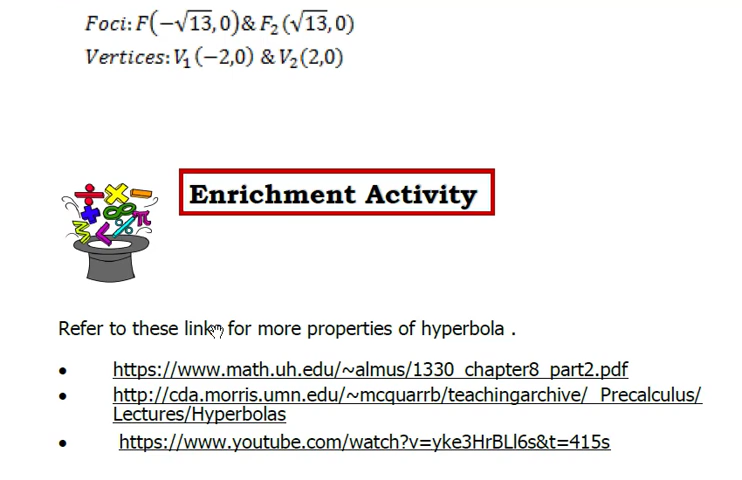 Foci: F(−√13,0)& F₂(√13,0)
Vertices: V₁(−2,0) & V₂(2,0)
Enrichment Activity
Refer to these links for more properties of hyperbola .
• https://www.math.uh.edu/~almus/1330_chapter8_part2.pdf
• http://cda.morris.umn.edu/~mcquarrb/teachingarchive/_Precalculus/
Lectures/Hyperbolas
• https://www.youtube.com/watch?v=yke3HrBLl6s&t=415s